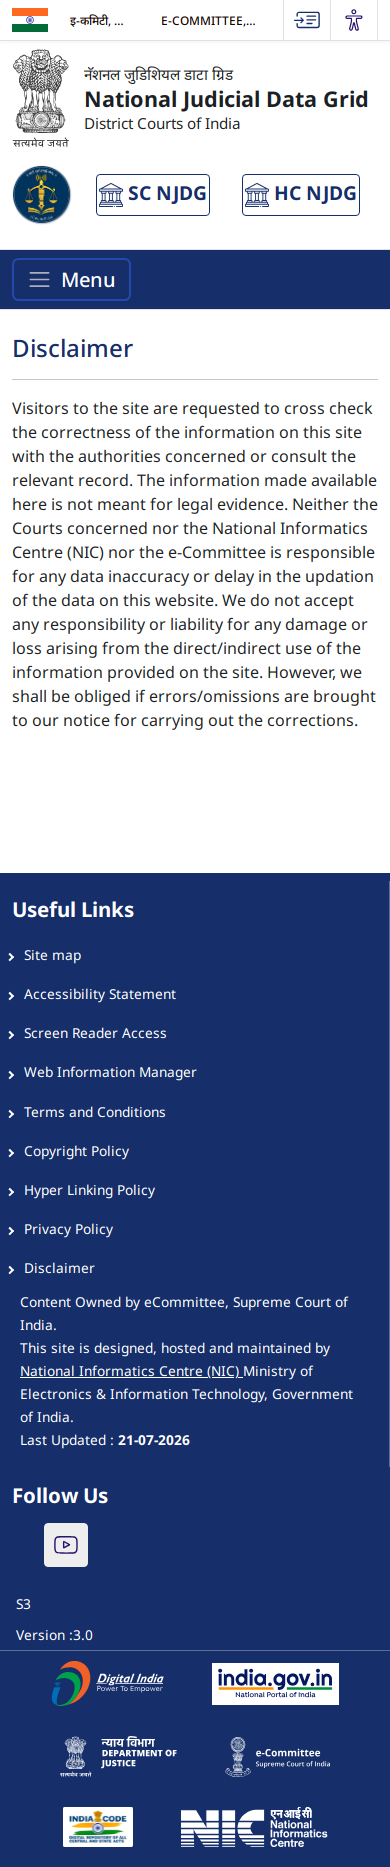 इ-कमिटी, ...
E-COMMITTEE,...
नॅशनल जुडिशियल डाटा ग्रिड
National Judicial Data Grid
District Courts of India
सत्यमेव जयते
SC NJDG
HC NJDG
Menu
Disclaimer
Visitors to the site are requested to cross check
the correctness of the information on this site
with the authorities concerned or consult the
relevant record. The information made available
here is not meant for legal evidence. Neither the
Courts concerned nor the National Informatics
Centre (NIC) nor the e-Committee is responsible
for any data inaccuracy or delay in the updation
of the data on this website. We do not accept
any responsibility or liability for any damage or
loss arising from the direct/indirect use of the
information provided on the site. However, we
shall be obliged if errors/omissions are brought
to our notice for carrying out the corrections.
Useful Links
Site map
Accessibility Statement
Screen Reader Access
Web Information Manager
Terms and Conditions
Copyright Policy
Hyper Linking Policy
Privacy Policy
Disclaimer
Content Owned by eCommittee, Supreme Court of
India.
This site is designed, hosted and maintained by
National Informatics Centre (NIC) Ministry of
Electronics & Information Technology, Government
of India.
Last Updated : 21-07-2026
Follow Us
S3
Version :3.0
Digital India
Power To Empower
india.gov.in
National Portal of India
न्याय विभाग
DEPARTMENT OF
JUSTICE
सत्यमेव जयते
e-Committee
Supreme Court of India
INDIA CODE
DIGITAL REPOSITORY OF ALL
CENTRAL AND STATE ACTS
NIC
एनआईसी
National
Informatics
Centre